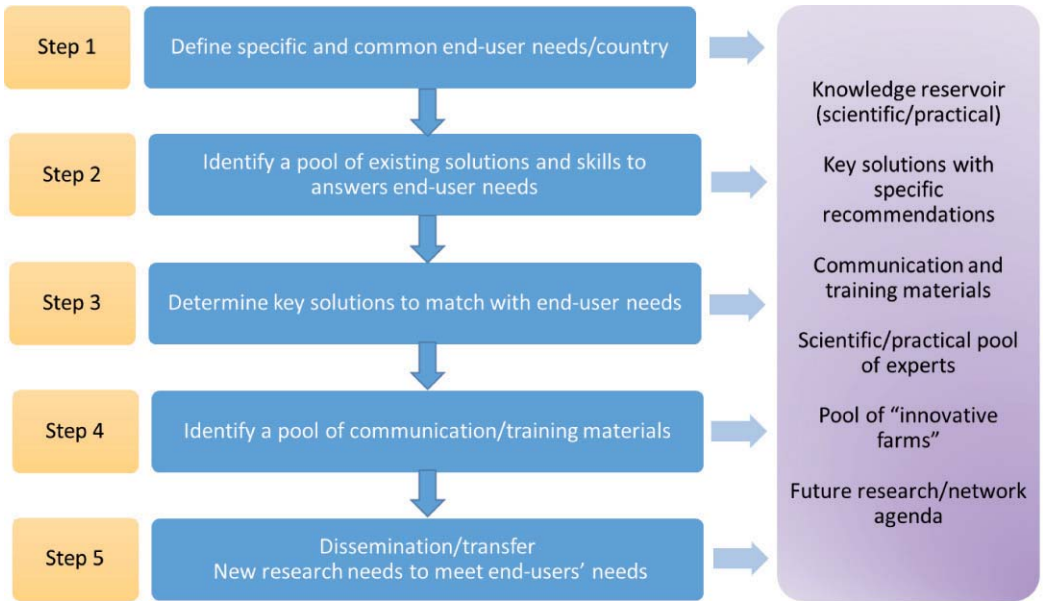 Step 1
Define specific and common end-user needs/country
Step 2
Identify a pool of existing solutions and skills to
answers end-user needs
Step 3
Determine key solutions to match with end-user needs
Step 4
Identify a pool of communication/training materials
Step 5
Dissemination/transfer
New research needs to meet end-users’ needs
Knowledge reservoir
(scientific/practical)
Key solutions with
specific
recommendations
Communication and
training materials
Scientific/practical pool
of experts
Pool of “innovative
farms”
Future research/network
agenda